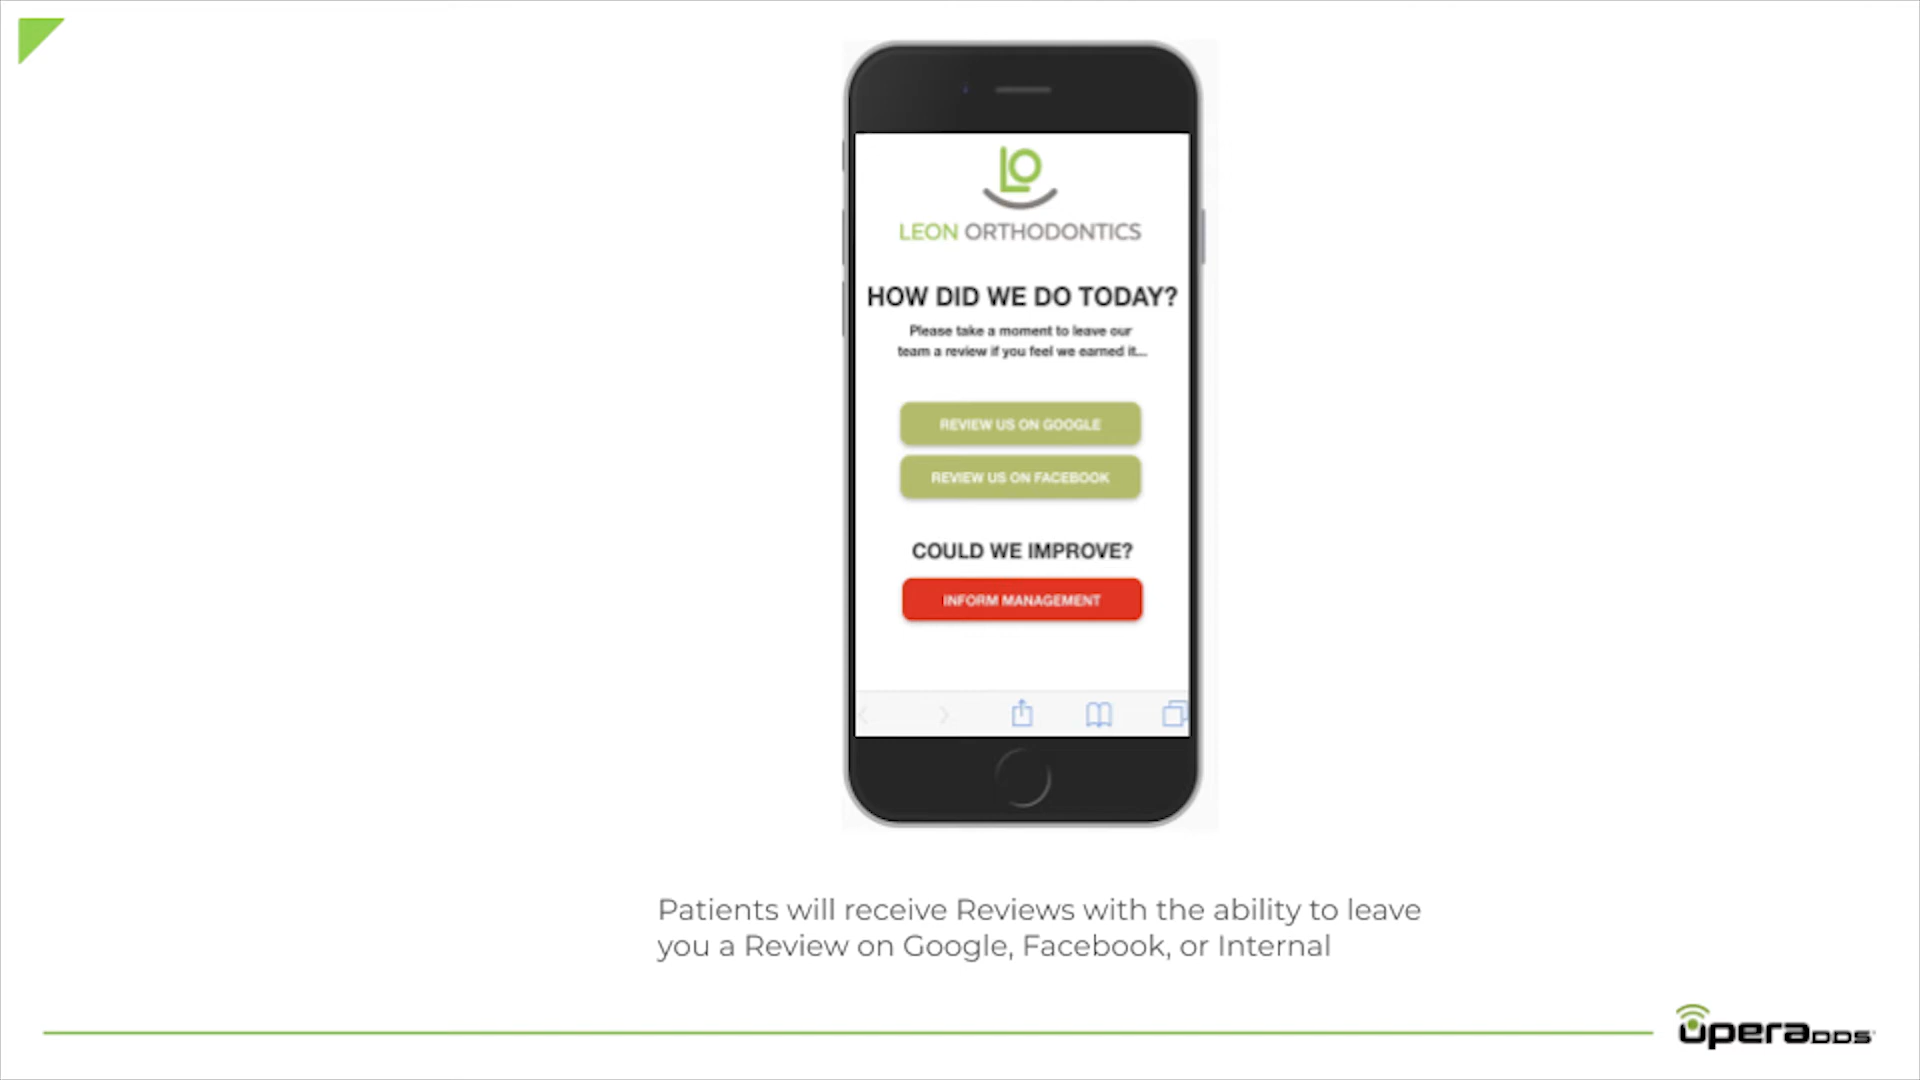 LO
LEON ORTHODONTICS
HOW DID WE DO TODAY?
Please take a moment to leave our
team a review if you feel we earned it...
REVIEW US ON GOOGLE
REVIEW US ON FACEBOOK
COULD WE IMPROVE?
INFORM MANAGEMENT
Patients will receive Reviews with the ability to leave
you a Review on Google, Facebook, or Internal
OperaDDS